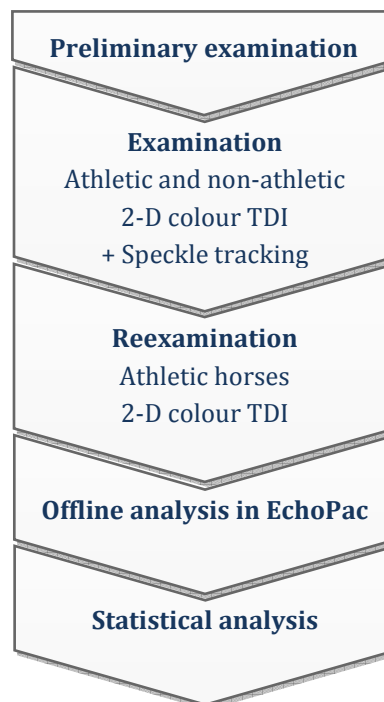 Preliminary examination
Examination
Athletic and non-athletic
2-D colour TDI
+ Speckle tracking
Reexamination
Athletic horses
2-D colour TDI
Offline analysis in EchoPac
Statistical analysis